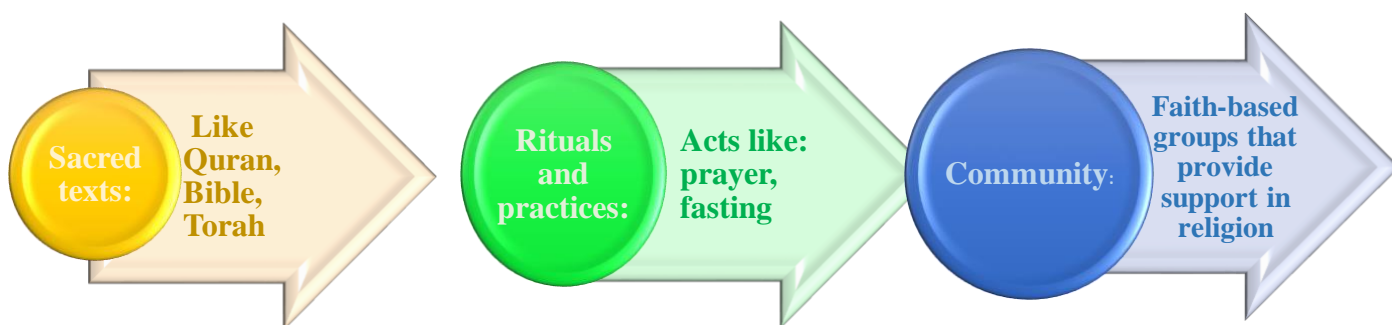 Sacred
texts:
Like
Quran,
Bible,
Torah
Rituals
and
practices:
Acts like:
prayer,
fasting
Community:
Faith-based
groups that
provide
support in
religion